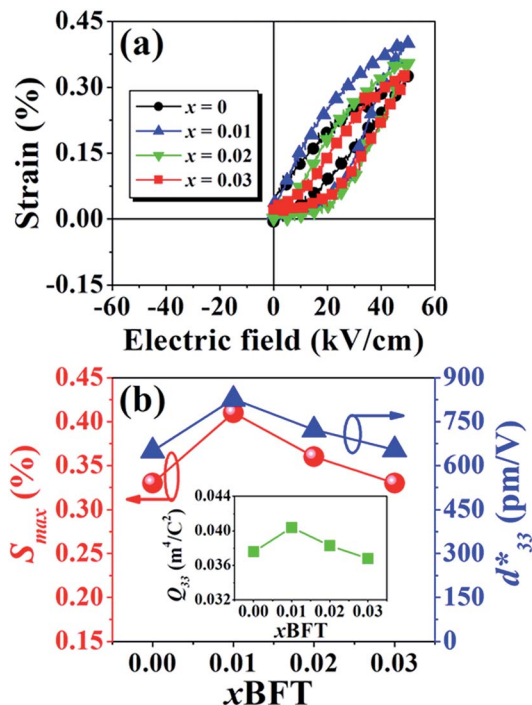 (a)
0.45
0.30
0.15
0.00
-0.15
Strain (%)
x = 0
x = 0.01
x = 0.02
x = 0.03
-60 -40 -20 0 20 40 60
Electric field (kV/cm)
(b)
0.45
0.40
0.35
0.30
0.25
0.20
0.15
S_max (%)
900
750
600
450
300
150
0
d*_33 (pm/V)
0.044
0.040
0.036
0.032
Q_33 (m⁴/C²)
0.00 0.01 0.02 0.03
xBFT
0.00 0.01 0.02 0.03
xBFT